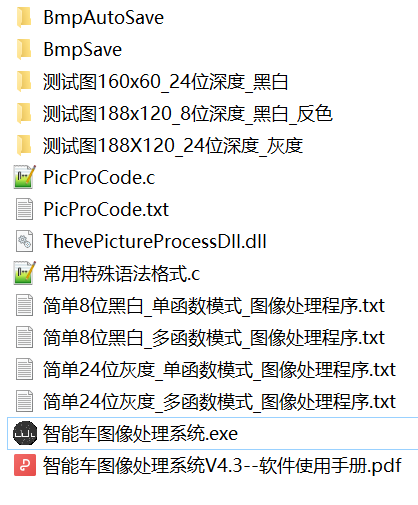 BmpAutoSave
BmpSave
测试图160x60_24位深度_黑白
测试图188x120_8位深度_黑白_反色
测试图188X120_24位深度_灰度
PicProCode.c
PicProCode.txt
ThevePictureProcessDll.dll
常用特殊语法格式.c
简单8位黑白_单函数模式_图像处理程序.txt
简单8位黑白_多函数模式_图像处理程序.txt
简单24位灰度_单函数模式_图像处理程序.txt
简单24位灰度_多函数模式_图像处理程序.txt
智能车图像处理系统.exe
智能车图像处理系统V4.3--软件使用手册.pdf